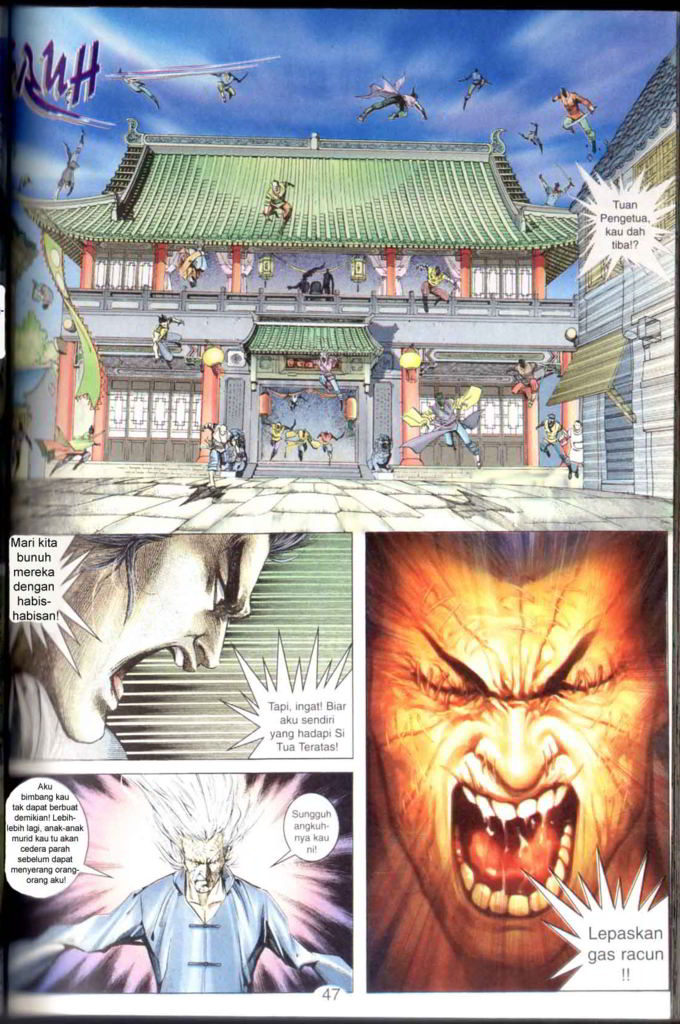 Tuan
Pengetua,
kau dah
tiba!?
Mari kita
bunuh
mereka
dengan
habis-
habisan!
Tapi, ingat! Biar
aku sendiri
yang hadapi Si
Tua Teratas!
Aku
bimbang kau
tak dapat berbuat
demikian! Lebih-
lebih lagi, anak-anak
murid kau tu akan
cedera parah
sebelum dapat
menyerang orang-
orang aku!
Sungguh
angkuh-
nya kau
ni!
Lepaskan
gas racun
!!
47